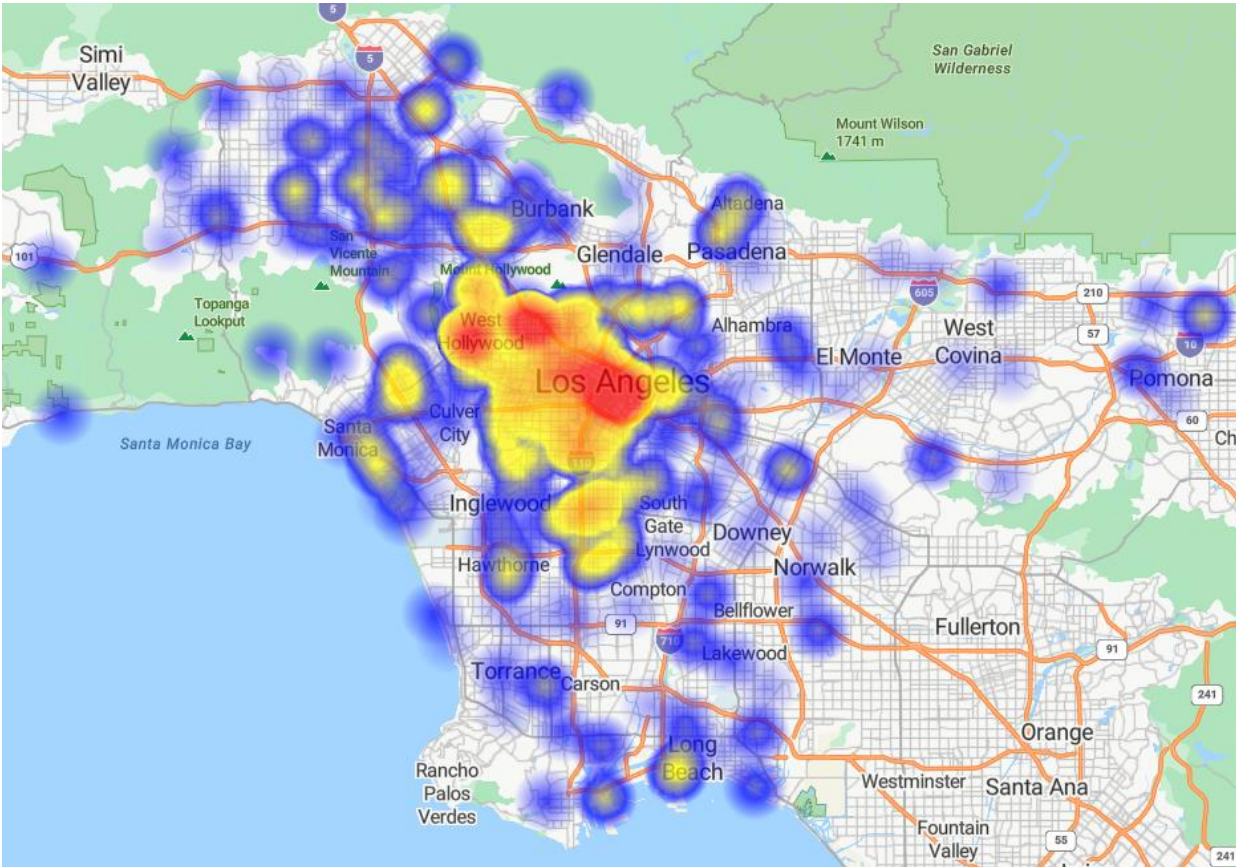 5
Simi
Valley
5
San Gabriel
Wilderness
Mount Wilson
1741 m
Altadena
Burbank
San
Vicente
Mountain
101
Glendale
Pasadena
Mount Hollywood
605
210
Topanga
Lookput
West
Hollywood
Alhambra
El Monte
West
Covina
57
10
Pomona
Los Angeles
Culver
City
Santa
Monica
Santa Monica Bay
60
Ch
110
Inglewood
South
Gate
Downey
Lynwood
Hawthorne
Norwalk
Compton
Bellflower
91
710
Fullerton
91
Lakewood
Torrance
Carson
241
Long
Beach
Orange
Rancho
Palos
Verdes
Westminster
Santa Ana
Fountain
Valley
55
241